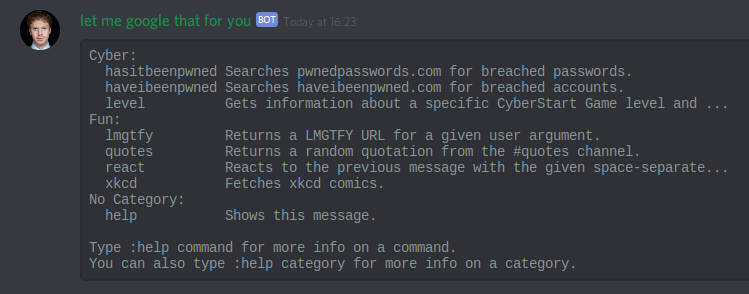 let me google that for you BOT Today at 16:23
Cyber:
  hasitbeenpwned Searches pwnedpasswords.com for breached passwords.
  haveibeenpwned Searches haveibeenpwned.com for breached accounts.
  level          Gets information about a specific CyberStart Game level and ...
Fun:
  lmgtfy         Returns a LMGTFY URL for a given user argument.
  quotes         Returns a random quotation from the #quotes channel.
  react          Reacts to the previous message with the given space-separate...
  xkcd           Fetches xkcd comics.
No Category:
  help           Shows this message.

Type :help command for more info on a command.
You can also type :help category for more info on a category.